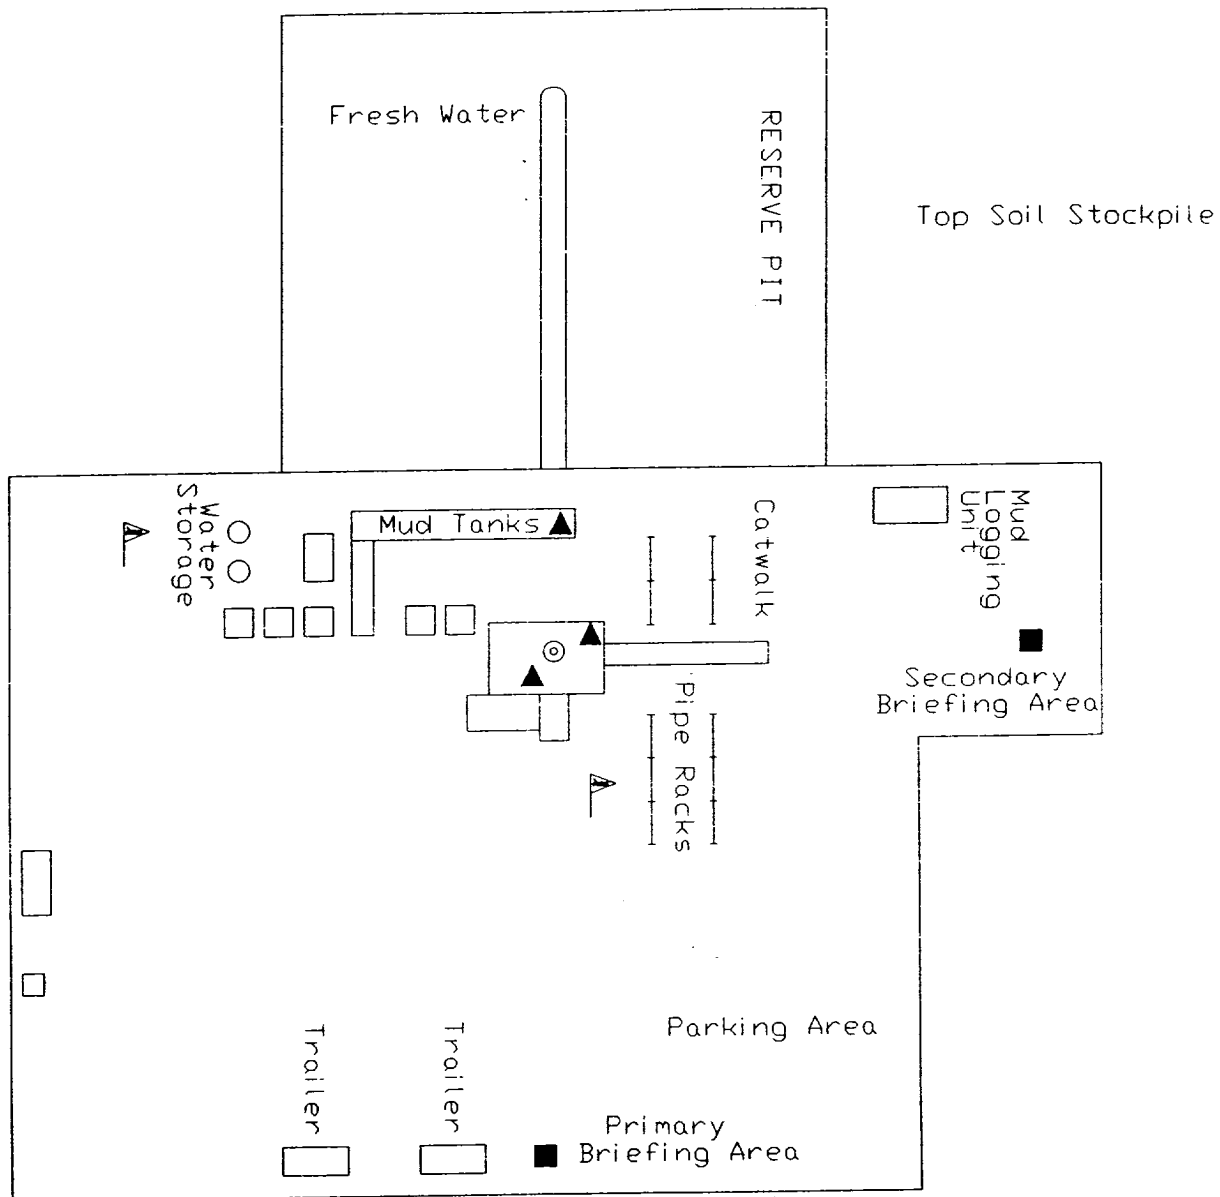 Fresh Water
RESERVE PIT
Top Soil Stockpile
Water
Storage
Mud Tanks
Catwalk
Mud
Logging
Unit
Secondary
Briefing Area
Pipe Racks
Parking Area
Trailer
Trailer
Primary
Briefing Area